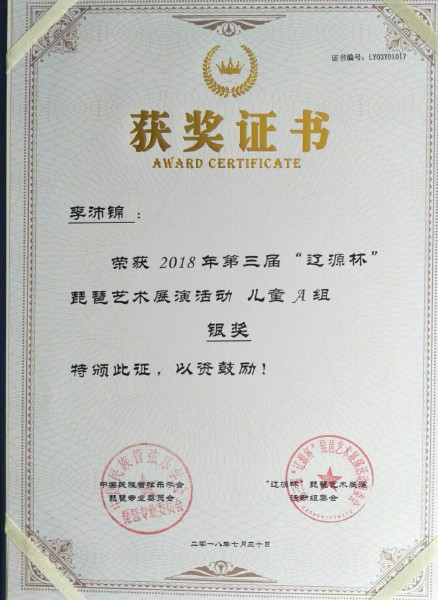 证书编号：LY03Y01017
获奖证书
AWARD CERTIFICATE
李沛锦：
荣获 2018 年第三届“辽源杯”
琵琶艺术展演活动 儿童 A 组
银奖
特颁此证，以资鼓励！
中国民族管弦乐学会
琵琶专业委员会
“辽源杯”琵琶艺术展演
活动组委会
二零一八年七月三十日